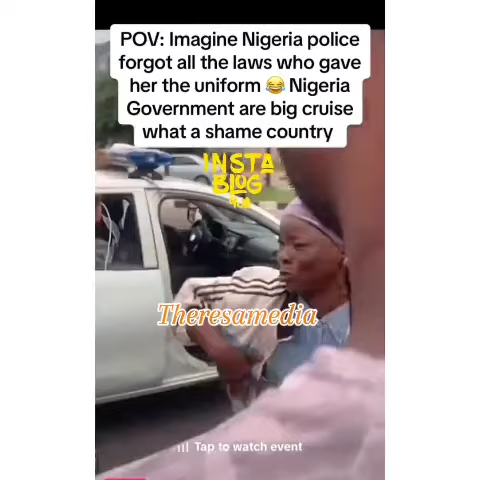 POV: Imagine Nigeria police
forgot all the laws who gave
her the uniform 😂 Nigeria
Government are big cruise
what a shame country
INSTA
BLOG
9JA
Theresamedia
Tap to watch event